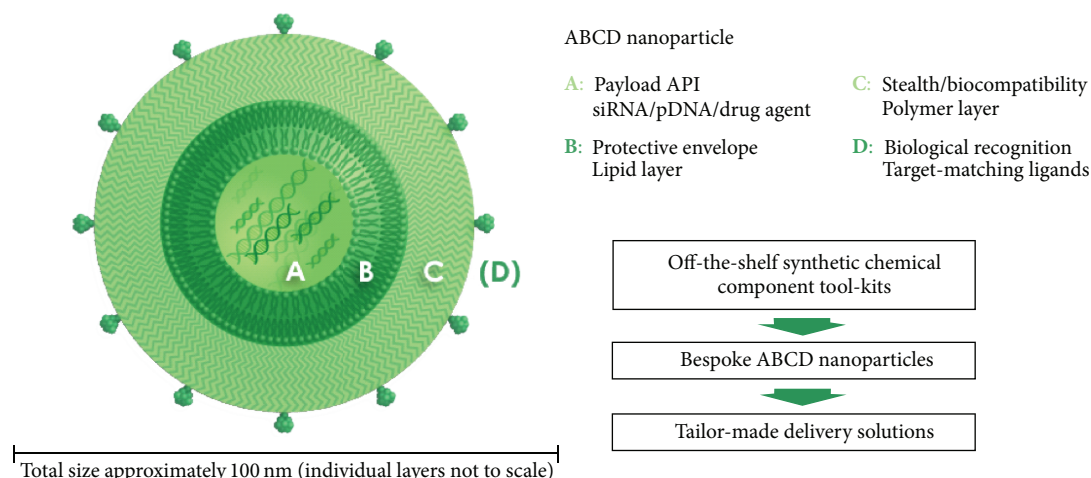 ABCD nanoparticle
A: Payload API
siRNA/pDNA/drug agent
B: Protective envelope
Lipid layer
C: Stealth/biocompatibility
Polymer layer
D: Biological recognition
Target-matching ligands
A B C (D)
Off-the-shelf synthetic chemical
component tool-kits
Bespoke ABCD nanoparticles
Tailor-made delivery solutions
Total size approximately 100 nm (individual layers not to scale)